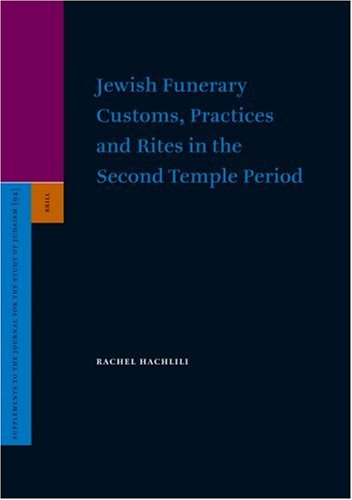 Jewish Funerary
Customs, Practices
and Rites in the
Second Temple Period
RACHEL HACHLILI
BRILL
SUPPLEMENTS TO THE JOURNAL FOR THE STUDY OF JUDAISM [94]